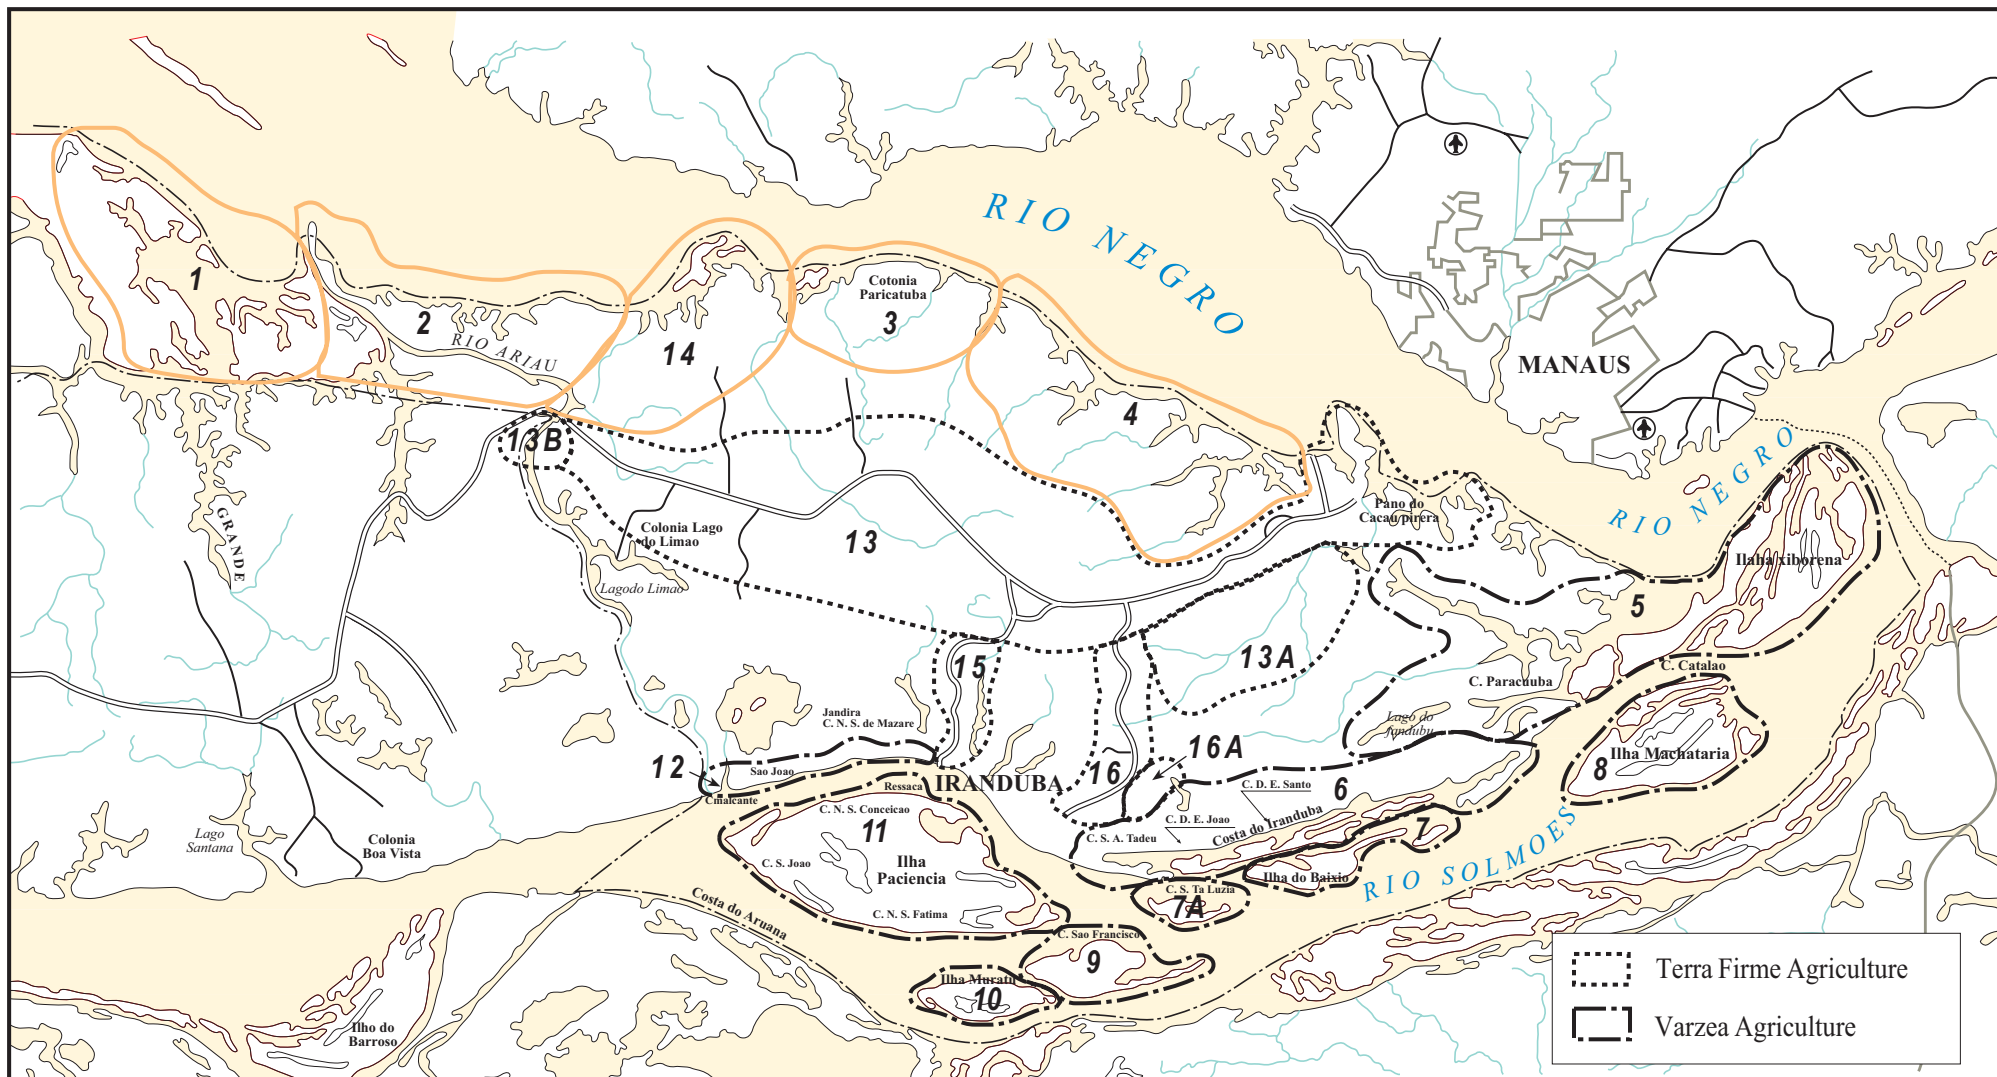 RIO NEGRO
1
2
RIO ARIAU
14
Cotonia
Paricatuba
3
4
MANAUS
13B
GRANDE
Colonia Lago
do Limao
13
Pano do
Cacau pirera
RIO NEGRO
Ilaha xiborena
Lagodo Limao
5
15
13A
C. Catalao
C. Paracuuba
Jandira
C. N. S. de Mazare
Lago do
Jandubu
12
Sao Joao
16A
16
Ilha Machataria
8
Cmalcante
Ressaca
IRANDUBA
C. D. E. Santo
6
C. N. S. Conceicao
11
C. D. E. Joao
Costa do Iranduba
7
Lago
Santana
Colonia
Boa Vista
C. S. A. Tadeu
C. S. Joao
Ilha
Paciencia
Ilha do Baixio
RIO SOLMOES
C. S. Ta Luzia
7A
Costa do Aruana
C. N. S. Fatima
C. Sao Francisco
9
Ilha Muratu
10
Ilho do
Barroso
Terra Firme Agriculture
Varzea Agriculture